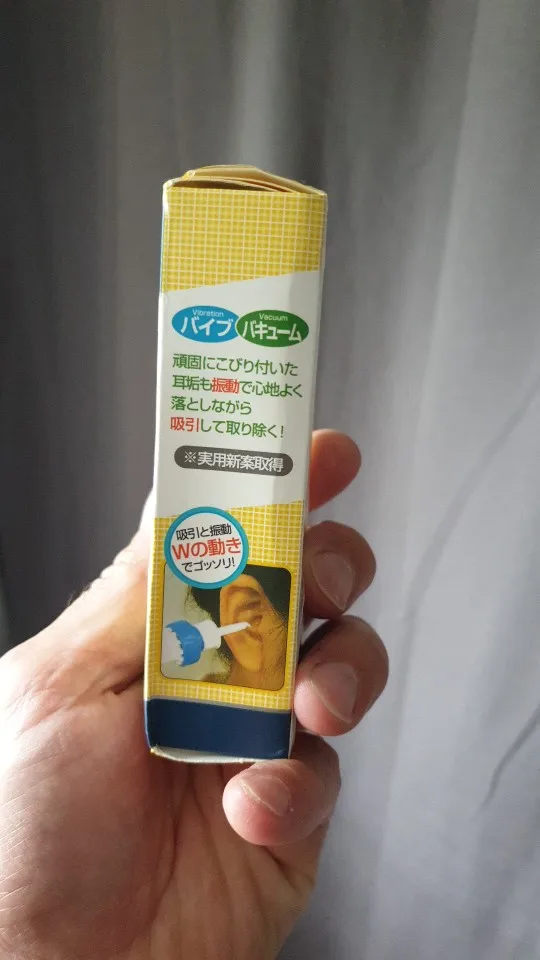 Vibration
バイブ
Vacuum
バキューム
頑固にこびり付いた
耳垢も振動で心地よく
落としながら
吸引して取り除く!
※実用新案取得
吸引と振動
Wの動き
でゴッソリ!